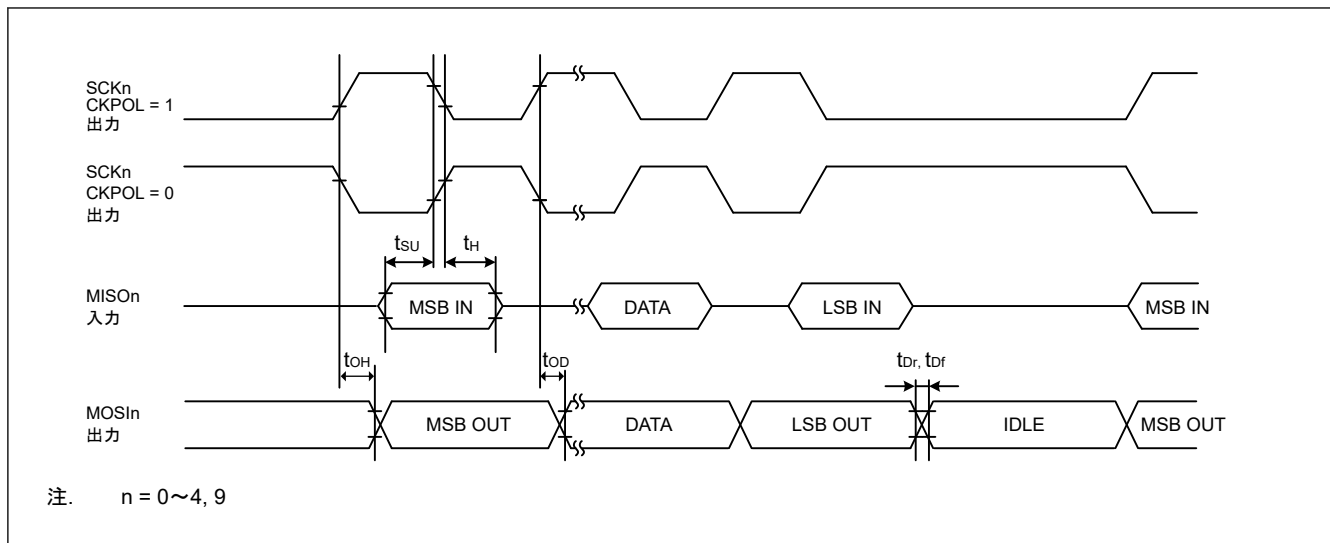 SCKn
CKPOL = 1
出力
SCKn
CKPOL = 0
出力
tSU
tH
MISOn
入力
MSB IN
DATA
LSB IN
MSB IN
tOH
tOD
tDr, tDf
MOSIn
出力
MSB OUT
DATA
LSB OUT
IDLE
MSB OUT
注. n = 0～4, 9